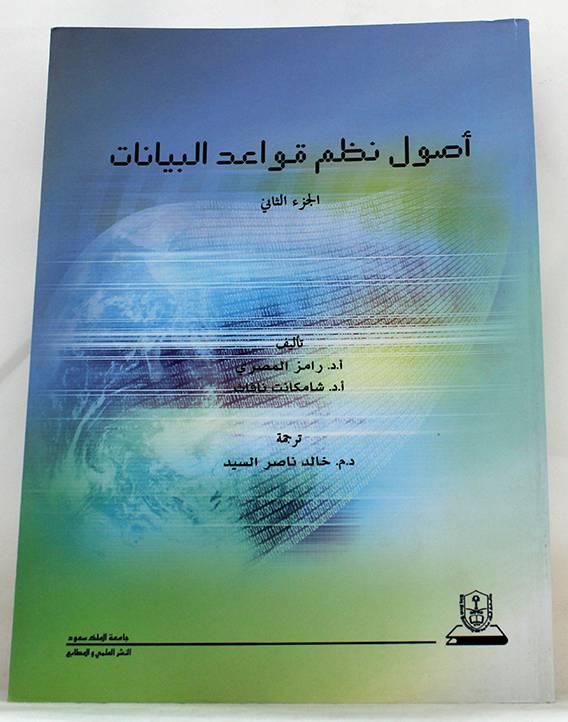 أصول نظم قواعد البيانات
الجزء الثاني
تأليف
أ.د. رامز المصري
أ.د. شامكانت نافاث
ترجمة
د.م. خالد ناصر السيد
جامعة الملك سعود
النشر العلمي والمطابع